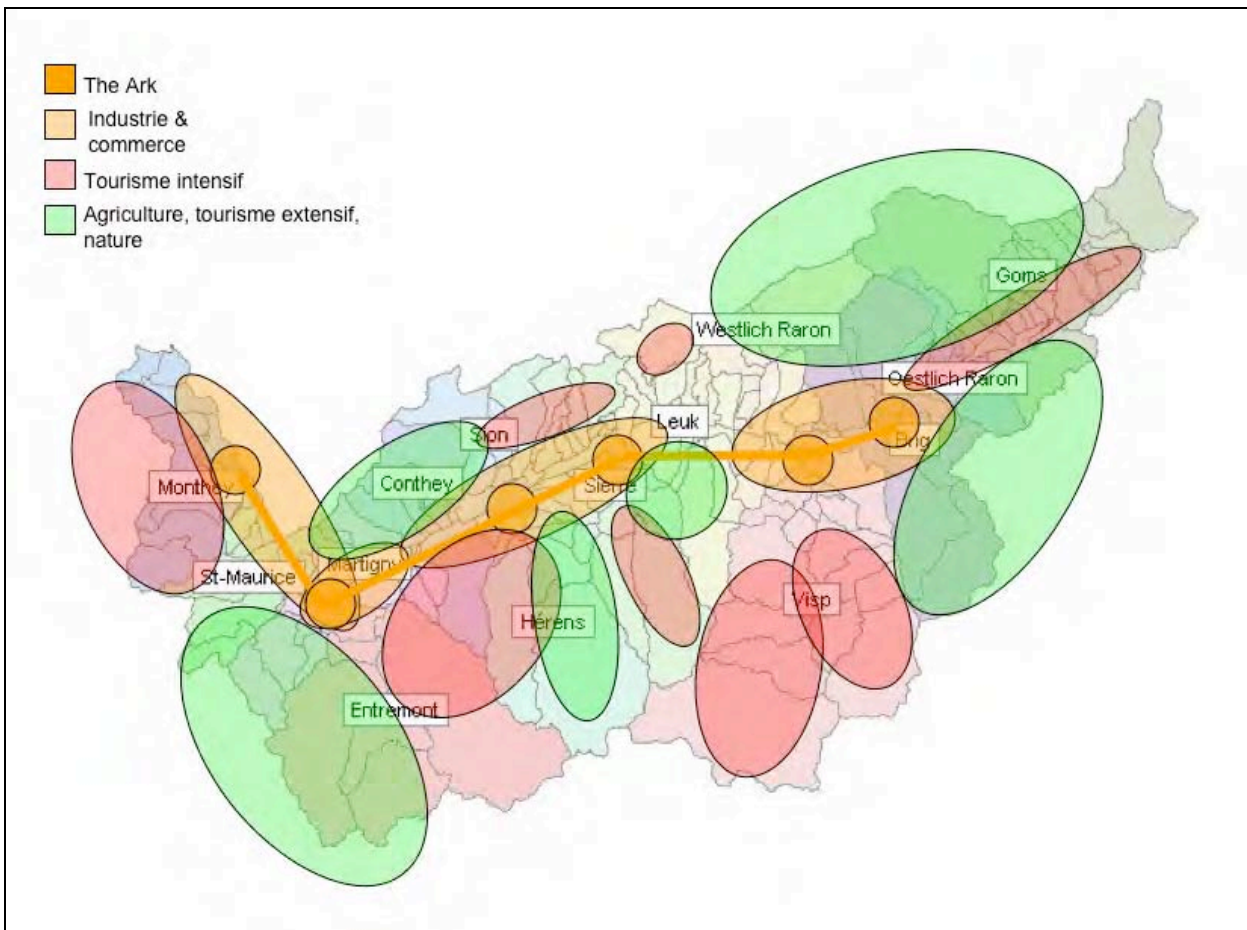 The Ark
Industrie &
commerce
Tourisme intensif
Agriculture, tourisme extensif,
nature
Goms
Westlich Raron
Oestlich Raron
Leuk
Sion
Brig
Conthey
Sierre
Monthey
Martigny
St-Maurice
Visp
Hérens
Entremont